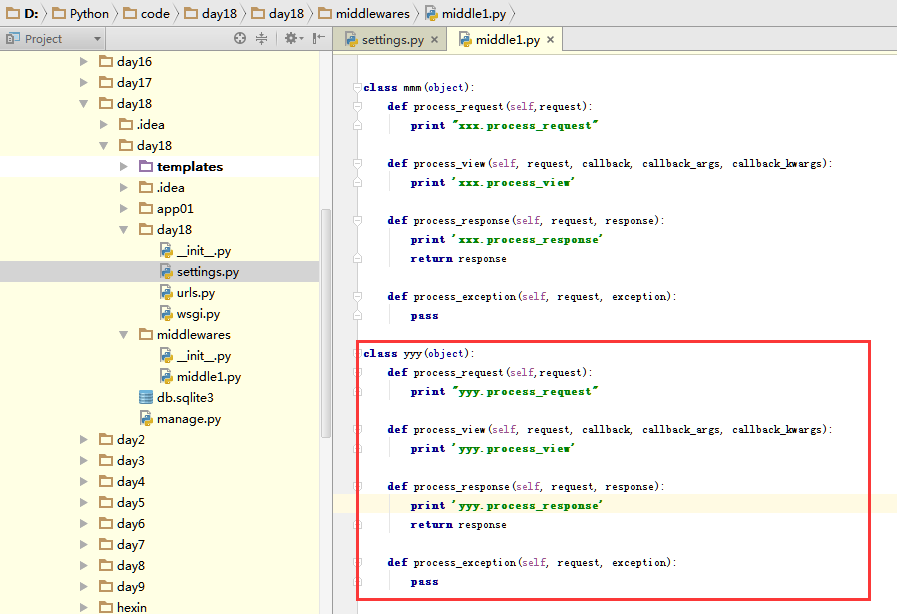 D: Python code day18 day18 middlewares middle1.py
Project
settings.py middle1.py
day16
day17
day18
.idea
day18
templates
.idea
app01
day18
__init__.py
settings.py
urls.py
wsgi.py
middlewares
__init__.py
middle1.py
db.sqlite3
manage.py
day2
day3
day4
day5
day6
day7
day8
day9
hexin
class mmm(object):
def process_request(self,request):
print "xxx.process_request"
def process_view(self, request, callback, callback_args, callback_kwargs):
print 'xxx.process_view'
def process_response(self, request, response):
print 'xxx.process_response'
return response
def process_exception(self, request, exception):
pass
class yyy(object):
def process_request(self,request):
print "yyy.process_request"
def process_view(self, request, callback, callback_args, callback_kwargs):
print 'yyy.process_view'
def process_response(self, request, response):
print 'yyy.process_response'
return response
def process_exception(self, request, exception):
pass